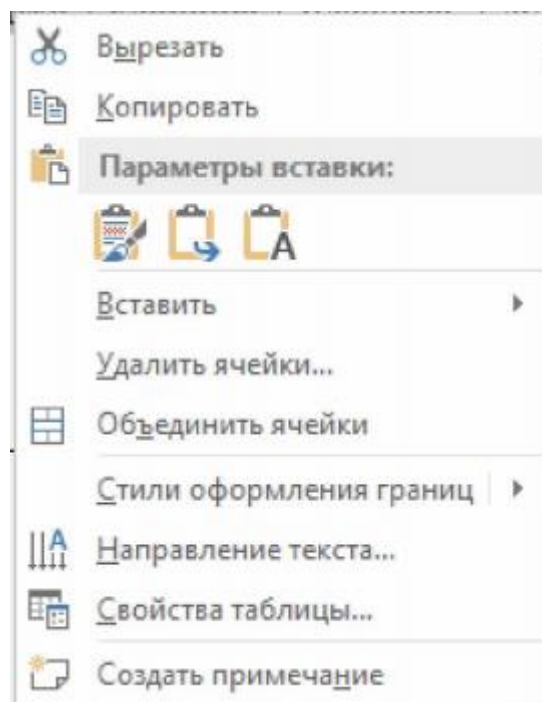 Вырезать
Копировать
Параметры вставки:
Вставить
Удалить ячейки...
Объединить ячейки
Стили оформления границ
Направление текста...
Свойства таблицы...
Создать примечание